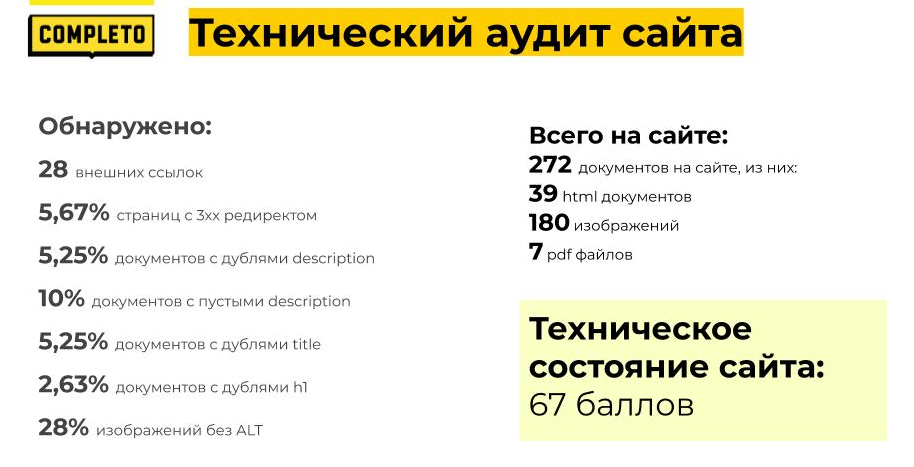 COMPLETO
Технический аудит сайта
Обнаружено:
28 внешних ссылок
5,67% страниц с 3хх редиректом
5,25% документов с дублями description
10% документов с пустыми description
5,25% документов с дублями title
2,63% документов с дублями h1
28% изображений без ALT
Всего на сайте:
272 документов на сайте, из них:
39 html документов
180 изображений
7 pdf файлов
Техническое
состояние сайта:
67 баллов